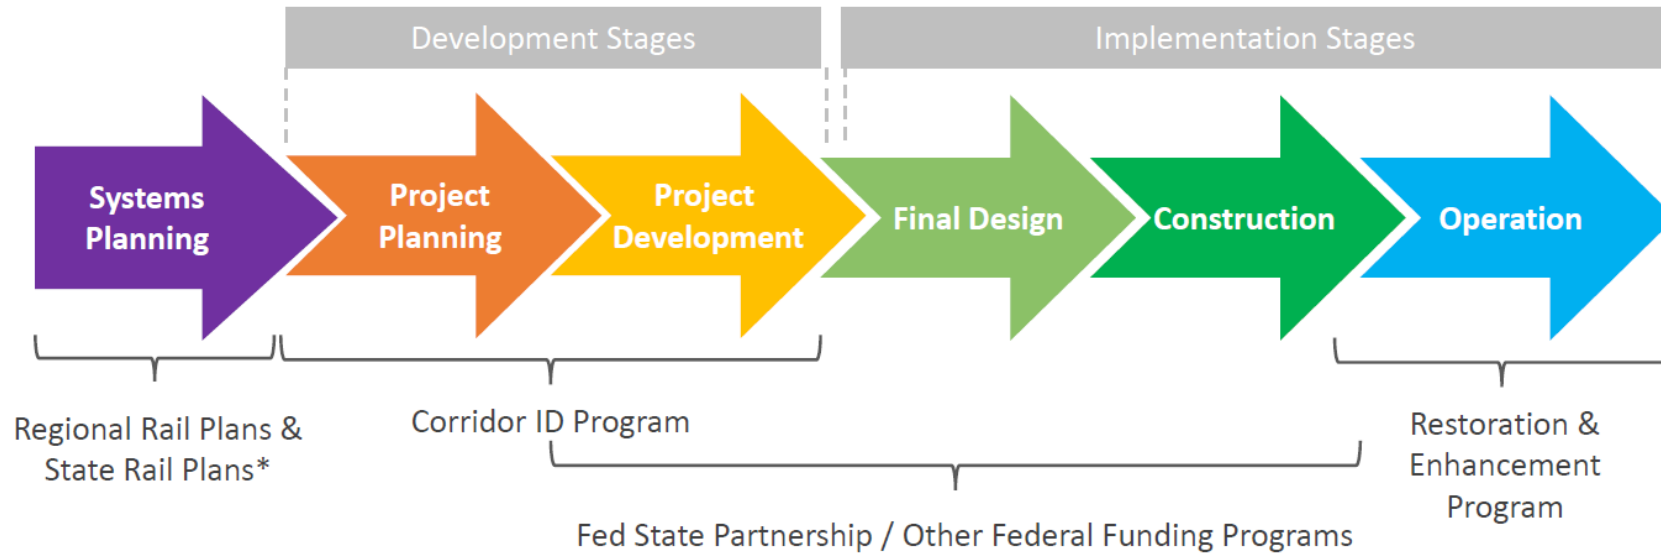 Development Stages
Implementation Stages
Systems
Planning
Project
Planning
Project
Development
Final Design
Construction
Operation
Regional Rail Plans &
State Rail Plans*
Corridor ID Program
Restoration &
Enhancement
Program
Fed State Partnership / Other Federal Funding Programs